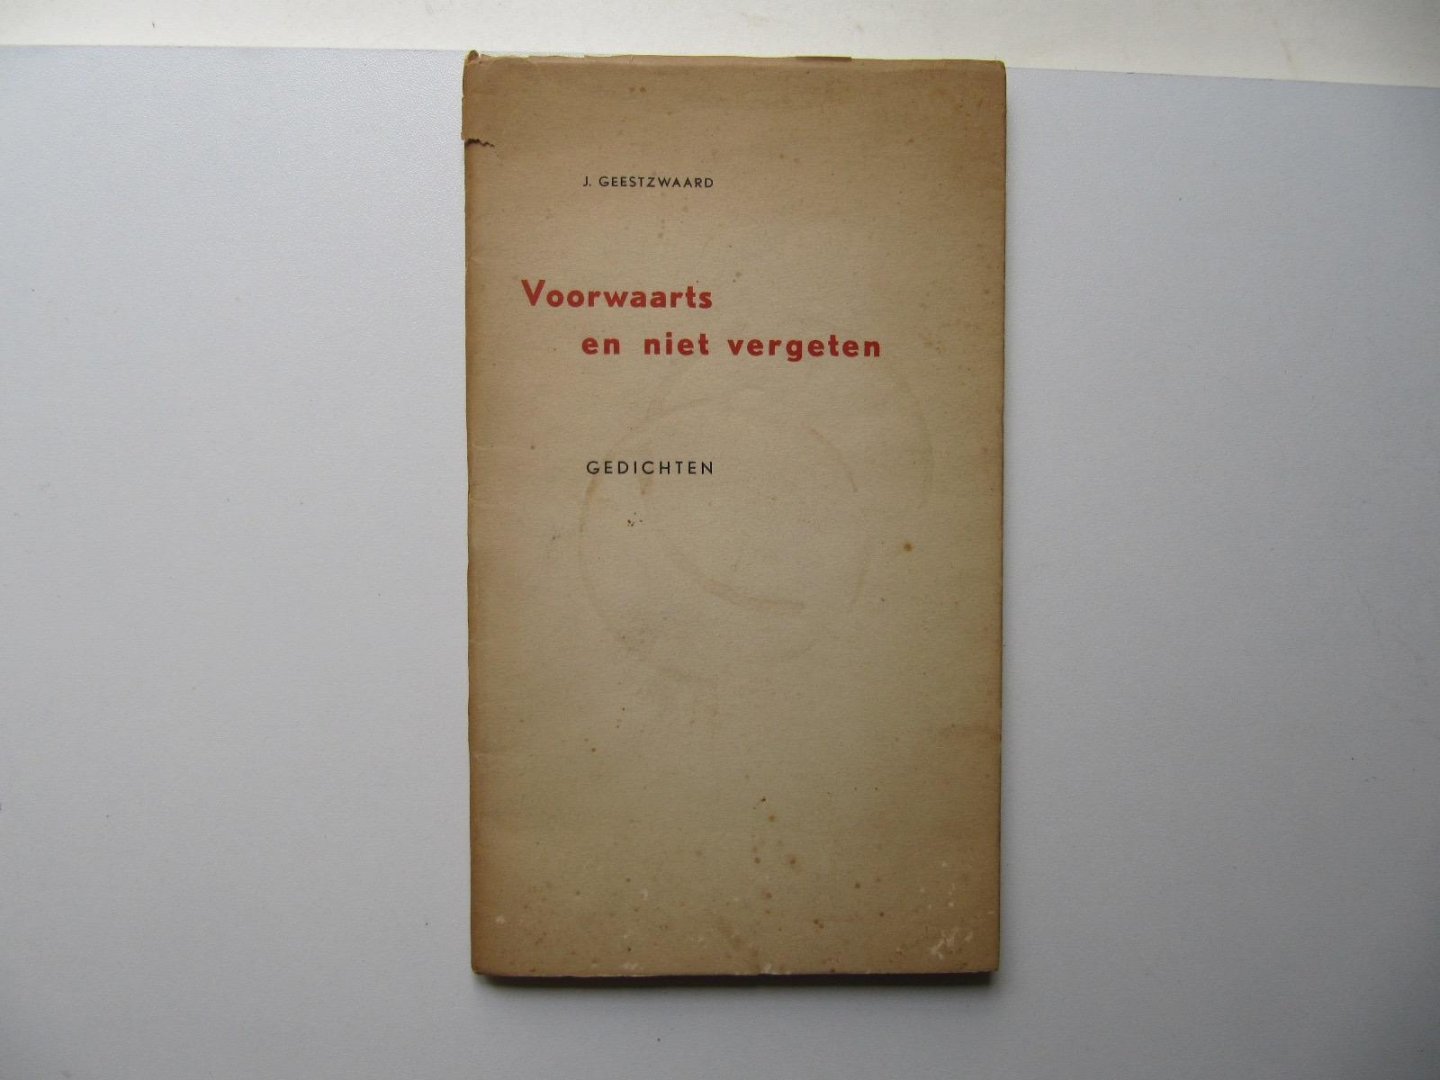 J. GEESTZWAARD
Voorwaarts
en niet vergeten
GEDICHTEN